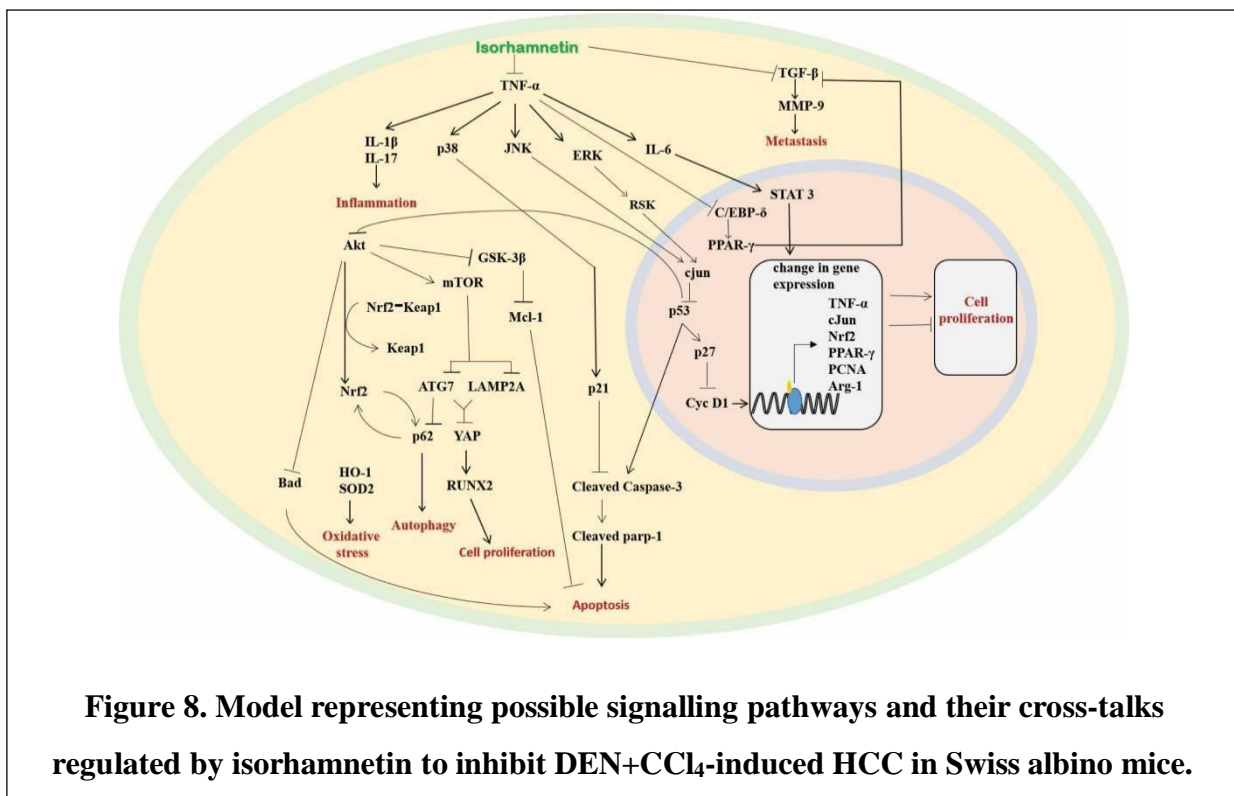 Isorhamnetin
TNF-α
TGF-β
MMP-9
Metastasis
IL-1β
IL-17
p38
JNK
ERK
IL-6
Inflammation
RSK
STAT 3
C/EBP-δ
PPAR-γ
Akt
GSK-3β
mTOR
cjun
p53
Nrf2-Keap1
Mcl-1
Keap1
p27
change in gene
expression
TNF-α
cJun
Nrf2
PPAR-γ
PCNA
Arg-1
Cell
proliferation
Nrf2
ATG7
LAMP2A
p21
Cyc D1
p62
YAP
Bad
HO-1
SOD2
RUNX2
Cleaved Caspase-3
Oxidative
stress
Autophagy
Cell proliferation
Cleaved parp-1
Apoptosis
Figure 8. Model representing possible signalling pathways and their cross-talks
regulated by isorhamnetin to inhibit DEN+CCl₄-induced HCC in Swiss albino mice.